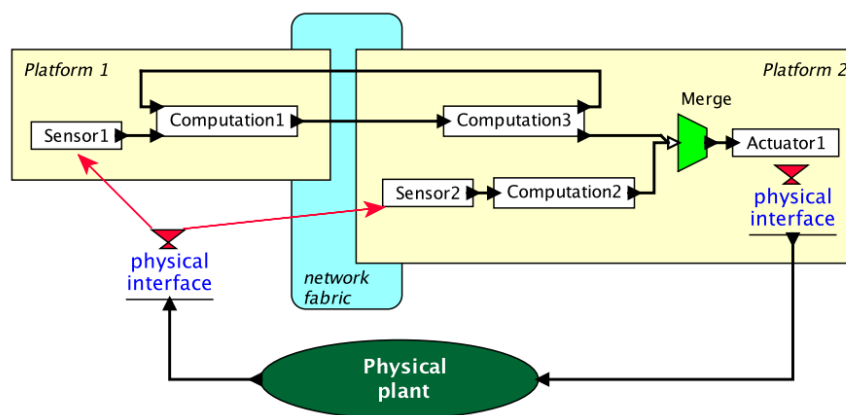 Platform 1
Platform 2
Merge
Computation1
Computation3
Sensor1
Actuator1
Sensor2
Computation2
physical
interface
physical
interface
network
fabric
Physical
plant